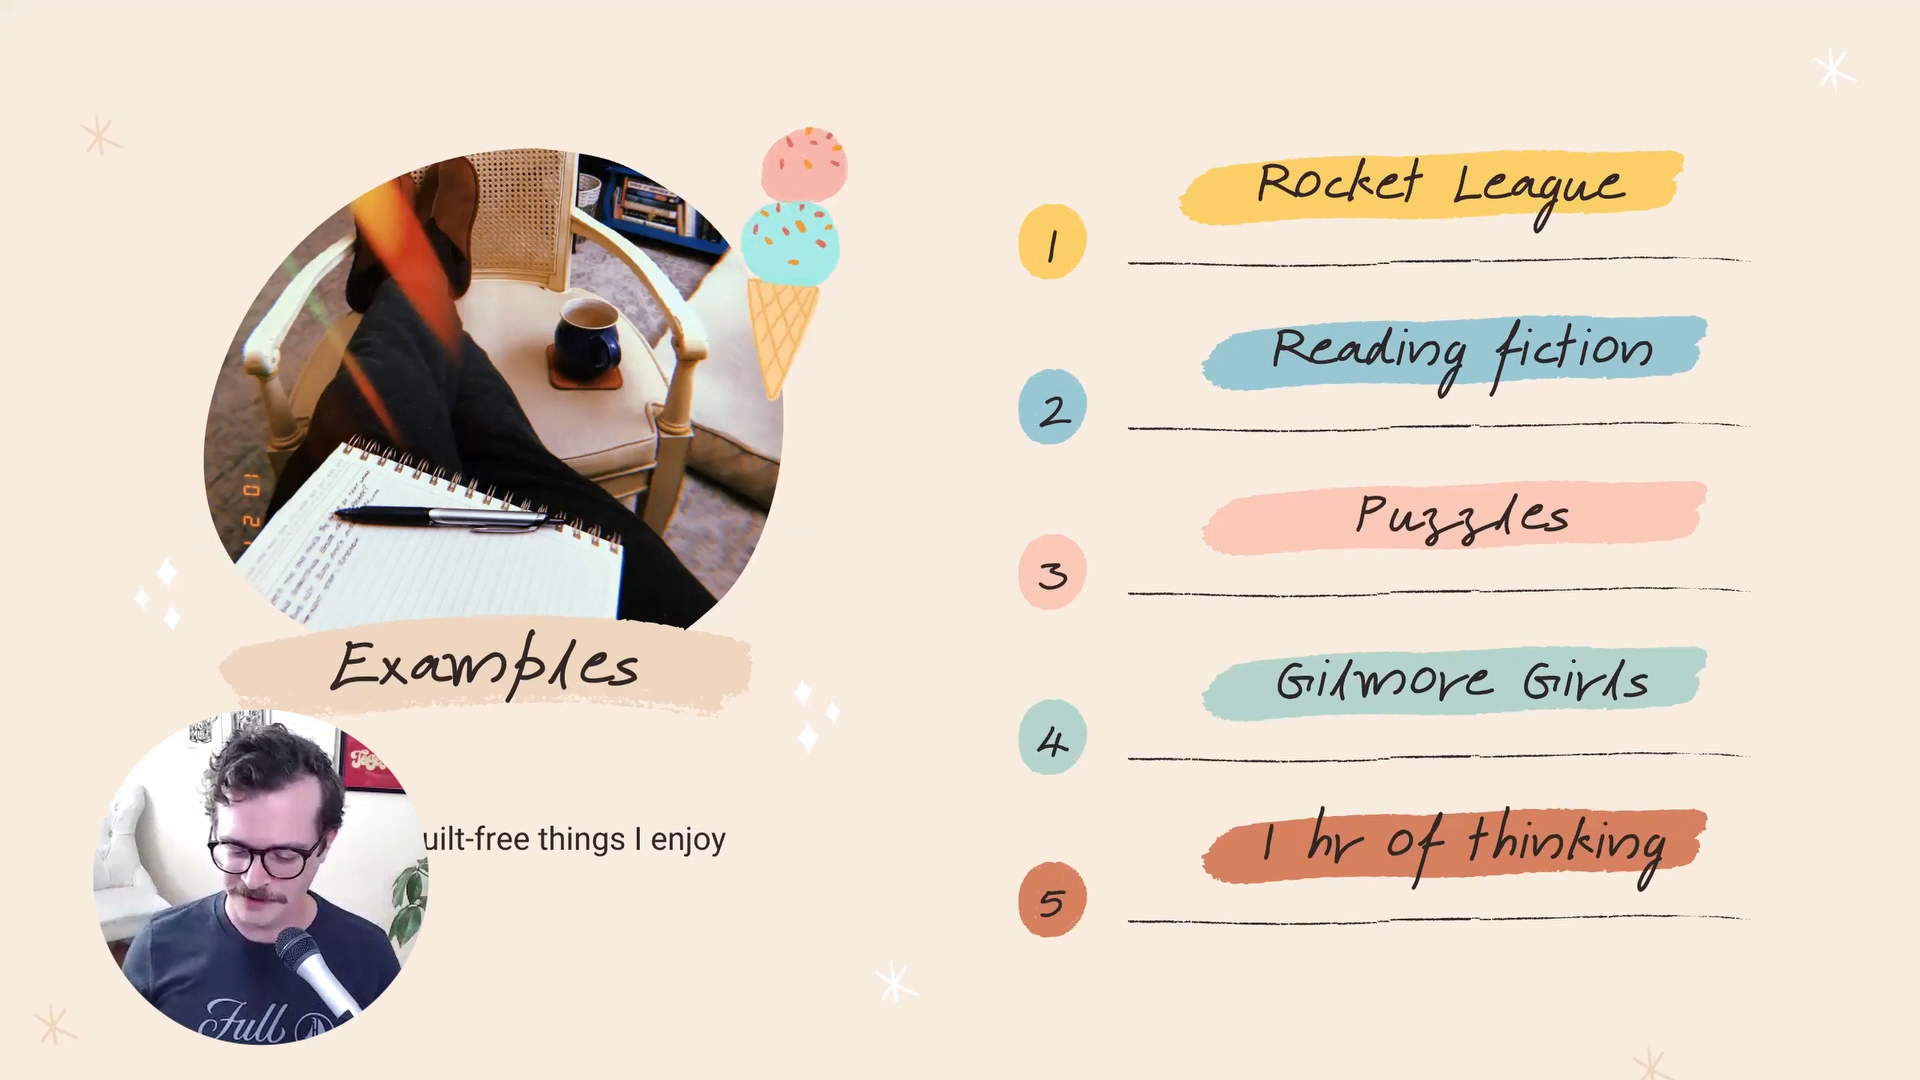 Examples
uilt-free things I enjoy
Full
1
Rocket League
2
Reading fiction
3
Puzzles
4
Gilmore Girls
5
1 hr of thinking